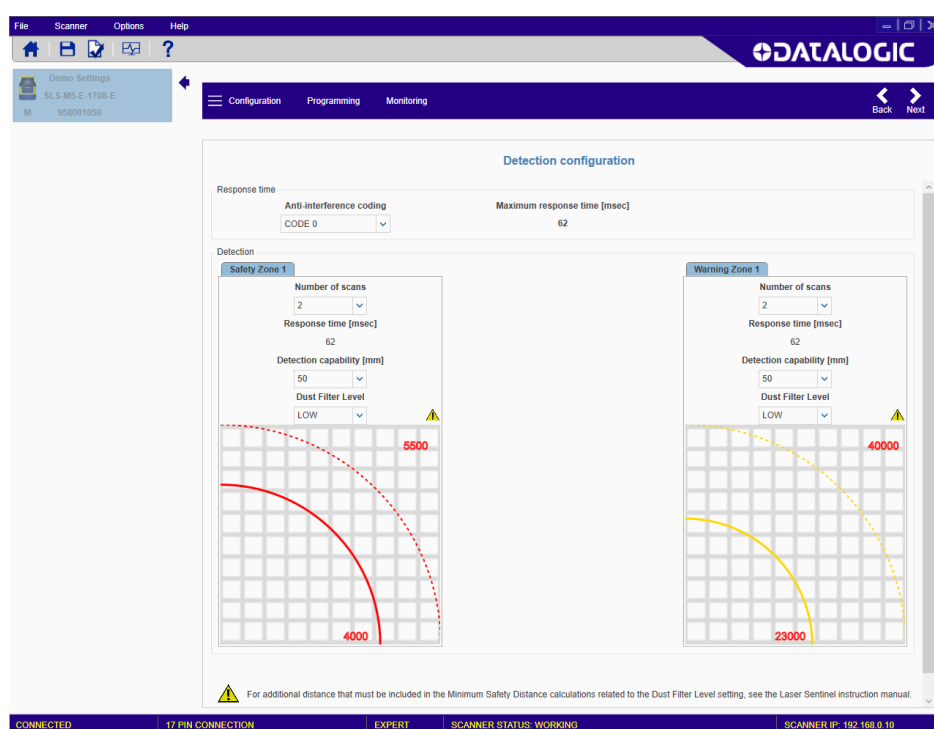 File Scanner Options Help
? DATALOGIC
Demo Settings
SLS-M5-E-1708-E
M 958001050
Configuration Programming Monitoring Back Next
Detection configuration
Response time
Anti-interference coding Maximum response time [msec]
CODE 0 62
Detection
Safety Zone 1 Warning Zone 1
Number of scans Number of scans
2 2
Response time [msec] Response time [msec]
62 62
Detection capability [mm] Detection capability [mm]
50 50
Dust Filter Level Dust Filter Level
LOW LOW
5500 40000
4000 23000
For additional distance that must be included in the Minimum Safety Distance calculations related to the Dust Filter Level setting, see the Laser Sentinel instruction manual.
CONNECTED 17 PIN CONNECTION EXPERT SCANNER STATUS: WORKING SCANNER IP: 192.168.0.10